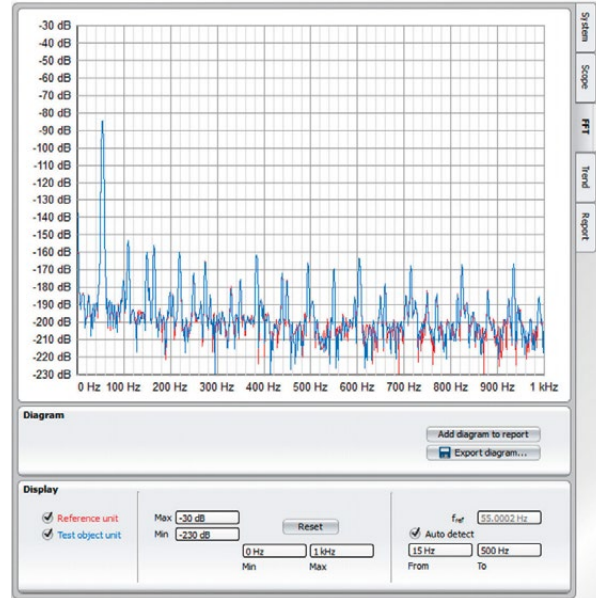 -30 dB
-40 dB
-50 dB
-60 dB
-70 dB
-80 dB
-90 dB
-100 dB
-110 dB
-120 dB
-130 dB
-140 dB
-150 dB
-160 dB
-170 dB
-180 dB
-190 dB
-200 dB
-210 dB
-220 dB
-230 dB
0 Hz 100 Hz 200 Hz 300 Hz 400 Hz 500 Hz 600 Hz 700 Hz 800 Hz 900 Hz 1 kHz
System
Scope
FFT
Trend
Report
Diagram
Add diagram to report
Export diagram...
Display
Reference unit
Test object unit
Max -30 dB
Min -230 dB
Reset
0 Hz 1 kHz
Min Max
fref 55.0002 Hz
Auto detect
15 Hz 500 Hz
From To